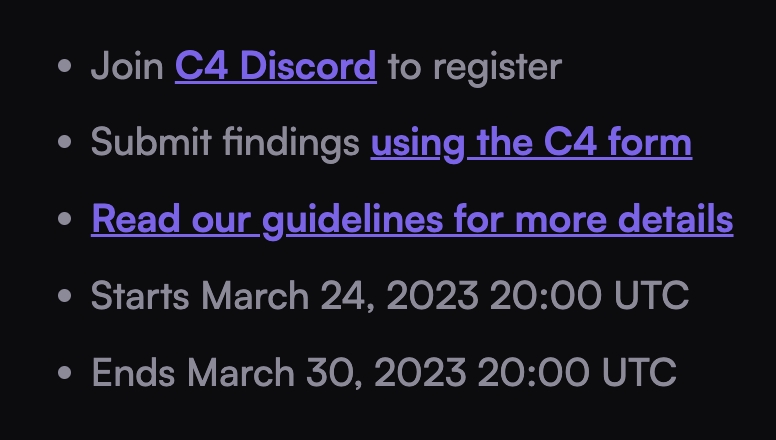 • Join C4 Discord to register
• Submit findings using the C4 form
• Read our guidelines for more details
• Starts March 24, 2023 20:00 UTC
• Ends March 30, 2023 20:00 UTC